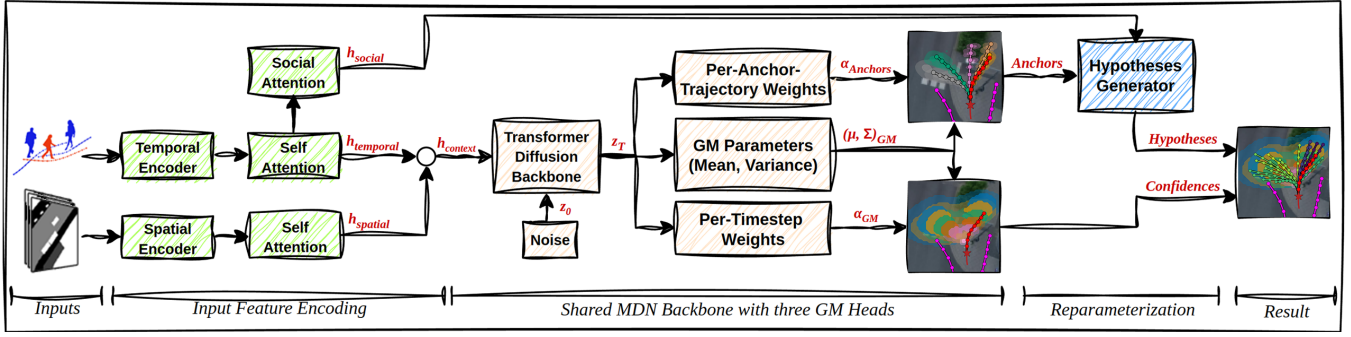 Social
Attention
h_social
Temporal
Encoder
Self
Attention
h_temporal
Spatial
Encoder
Self
Attention
h_spatial
h_context
Transformer
Diffusion
Backbone
z_0
Noise
z_T
Per-Anchor-
Trajectory Weights
α_Anchors
GM Parameters
(Mean, Variance)
(μ, Σ)_GM
Per-Timestep
Weights
α_GM
Anchors
Hypotheses
Generator
Hypotheses
Confidences
Inputs
Input Feature Encoding
Shared MDN Backbone with three GM Heads
Reparameterization
Result